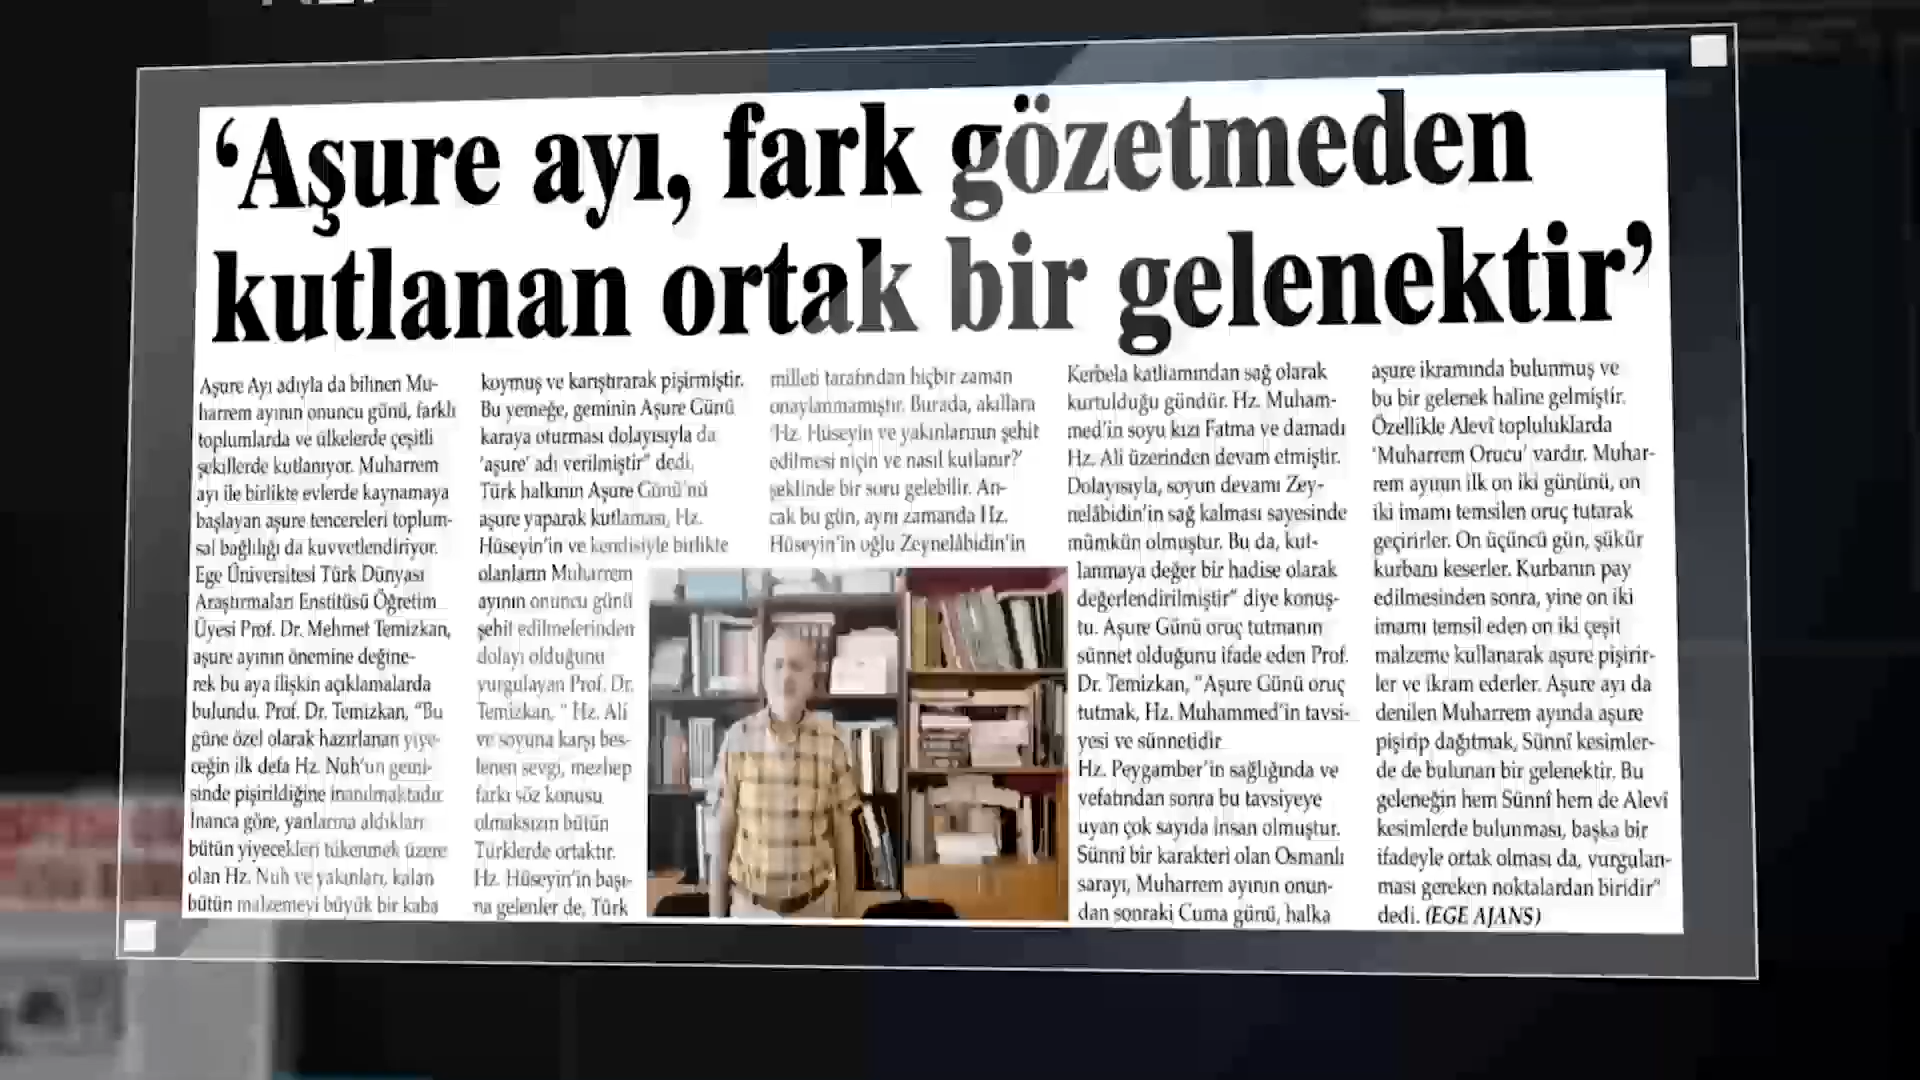 ‘Aşure ayı, fark gözetmeden
kutlanan ortak bir gelenektir’
Aşure Ayı adıyla da bilinen Mu-
harrem ayının onuncu günü, farklı
toplumlarda ve ülkelerde çeşitli
şekillerde kutlanıyor. Muharrem
ayı ile birlikte evlerde kaynamaya
başlayan aşure tencereleri toplum-
sal bağlılığı da kuvvetlendiriyor.
Ege Üniversitesi Türk Dünyası
Araştırmaları Enstitüsü Öğretim
Üyesi Prof. Dr. Mehmet Temizkan,
aşure ayının önemine değine-
rek bu aya ilişkin açıklamalarda
bulundu. Prof. Dr. Temizkan, “Bu
güne özel olarak hazırlanan yiye-
ceğin ilk defa Hz. Nuh’un gemi-
sinde pişirildiğine inanılmaktadır.
İnanca göre, yanlarına aldıkları
bütün yiyecekleri tükenmek üzere
olan Hz. Nuh ve yakınları, kalan
bütün malzemeyi büyük bir kaba
koymuş ve karıştırarak pişirmiştir.
Bu yemeğe, geminin Aşure Günü
karaya oturması dolayısıyla da
‘aşure’ adı verilmiştir” dedi.
Türk halkının Aşure Günü’nü
aşure yaparak kutlaması, Hz.
Hüseyin’in ve kendisiyle birlikte
olanların Muharrem
ayının onuncu günü
şehit edilmelerinden
dolayı olduğunu
vurgulayan Prof. Dr.
Temizkan, “ Hz. Ali
ve soyuna karşı bes-
lenen sevgi, mezhep
farkı söz konusu
olmaksızın bütün
Türklerde ortaktır.
Hz. Hüseyin’in başı-
na gelenler de, Türk
milleti tarafından hiçbir zaman
onaylanmamıştır. Burada, akıllara
‘Hz. Hüseyin ve yakınlarının şehit
edilmesi niçin ve nasıl kutlanır?’
şeklinde bir soru gelebilir. An-
cak bu gün, aynı zamanda Hz.
Hüseyin’in oğlu Zeynelâbidin’in
Kerbela katliamından sağ olarak
kurtulduğu gündür. Hz. Muham-
med’in soyu kızı Fatma ve damadı
Hz. Ali üzerinden devam etmiştir.
Dolayısıyla, soyun devamı Zey-
nelâbidin’in sağ kalması sayesinde
mümkün olmuştur. Bu da, kut-
lanmaya değer bir hadise olarak
değerlendirilmiştir” diye konuş-
tu. Aşure Günü oruç tutmanın
sünnet olduğunu ifade eden Prof.
Dr. Temizkan, “Aşure Günü oruç
tutmak, Hz. Muhammed’in tavsi-
yesi ve sünnetidir.
Hz. Peygamber’in sağlığında ve
vefatından sonra bu tavsiyeye
uyan çok sayıda insan olmuştur.
Sünnî bir karakteri olan Osmanlı
sarayı, Muharrem ayının onun-
dan sonraki Cuma günü, halka
aşure ikramında bulunmuş ve
bu bir gelenek haline gelmiştir.
Özellikle Alevî topluluklarda
‘Muharrem Orucu’ vardır. Muhar-
rem ayının ilk on iki gününü, on
iki imamı temsilen oruç tutarak
geçirirler. On üçüncü gün, şükür
kurbanı keserler. Kurbanın pay
edilmesinden sonra, yine on iki
imamı temsil eden on iki çeşit
malzeme kullanarak aşure pişirir-
ler ve ikram ederler. Aşure ayı da
denilen Muharrem ayında aşure
pişirip dağıtmak, Sünnî kesimler-
de de bulunan bir gelenektir. Bu
geleneğin hem Sünnî hem de Alevî
kesimlerde bulunması, başka bir
ifadeyle ortak olması da, vurgulan-
ması gereken noktalardan biridir”
dedi. (EGE AJANS)